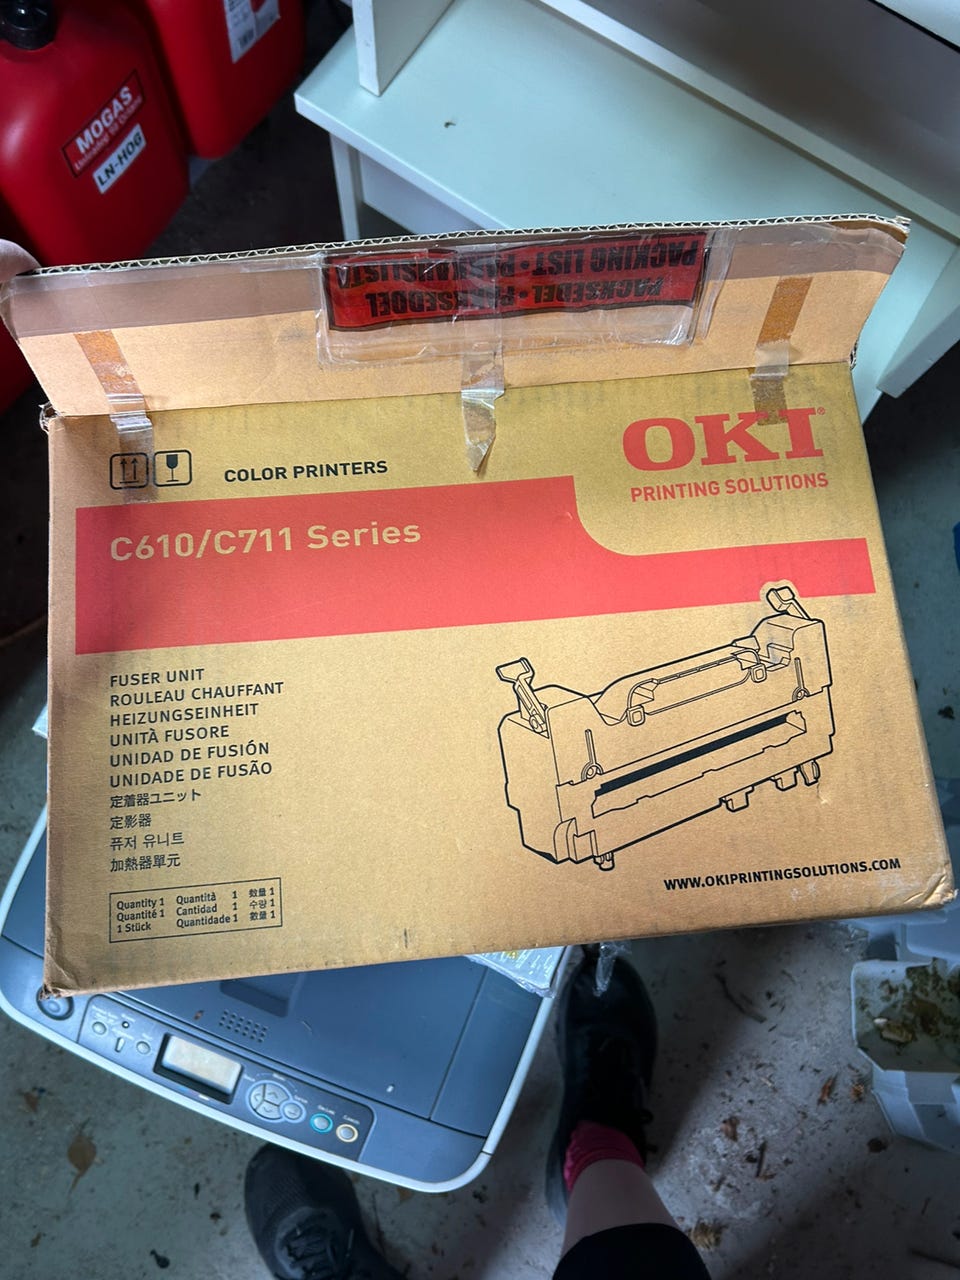 MOGAS
LN-HOG
PACKING LIST • PAKKAUSLISTA
PACKSEDEL • PAKSEDDEL
COLOR PRINTERS
OKI®
PRINTING SOLUTIONS
C610/C711 Series
FUSER UNIT
ROULEAU CHAUFFANT
HEIZUNGSEINHEIT
UNITÀ FUSORE
UNIDAD DE FUSIÓN
UNIDADE DE FUSÃO
定着器ユニット
定影器
퓨저 유니트
加熱器單元
WWW.OKIPRINTINGSOLUTIONS.COM
Quantity 1 Quantità 1 数量 1
Quantité 1 Cantidad 1 수량 1
1 Stück Quantidade 1 數量 1